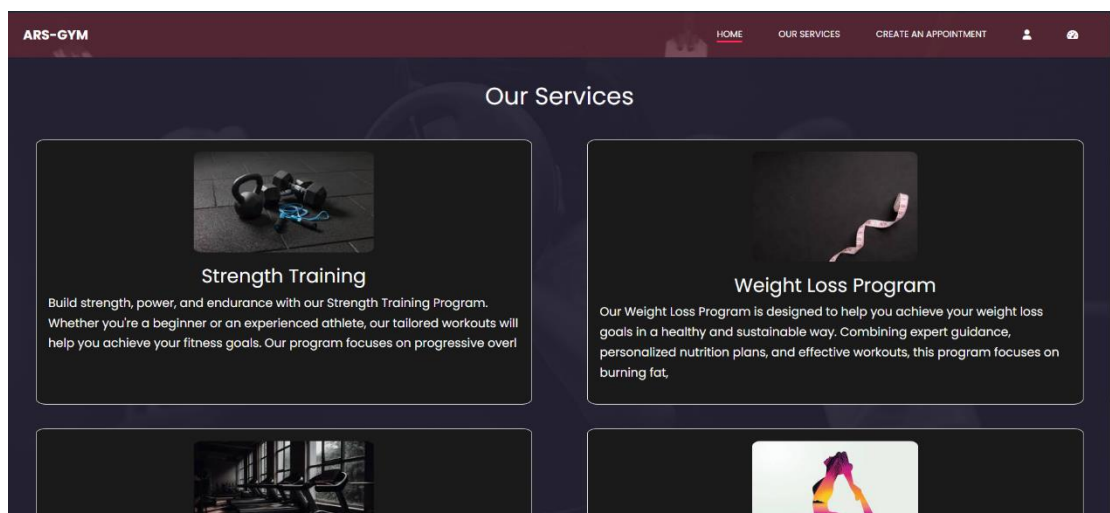 ARS-GYM
HOME
OUR SERVICES
CREATE AN APPOINTMENT
Our Services
Strength Training
Build strength, power, and endurance with our Strength Training Program.
Whether you're a beginner or an experienced athlete, our tailored workouts will
help you achieve your fitness goals. Our program focuses on progressive overl
Weight Loss Program
Our Weight Loss Program is designed to help you achieve your weight loss
goals in a healthy and sustainable way. Combining expert guidance,
personalized nutrition plans, and effective workouts, this program focuses on
burning fat,